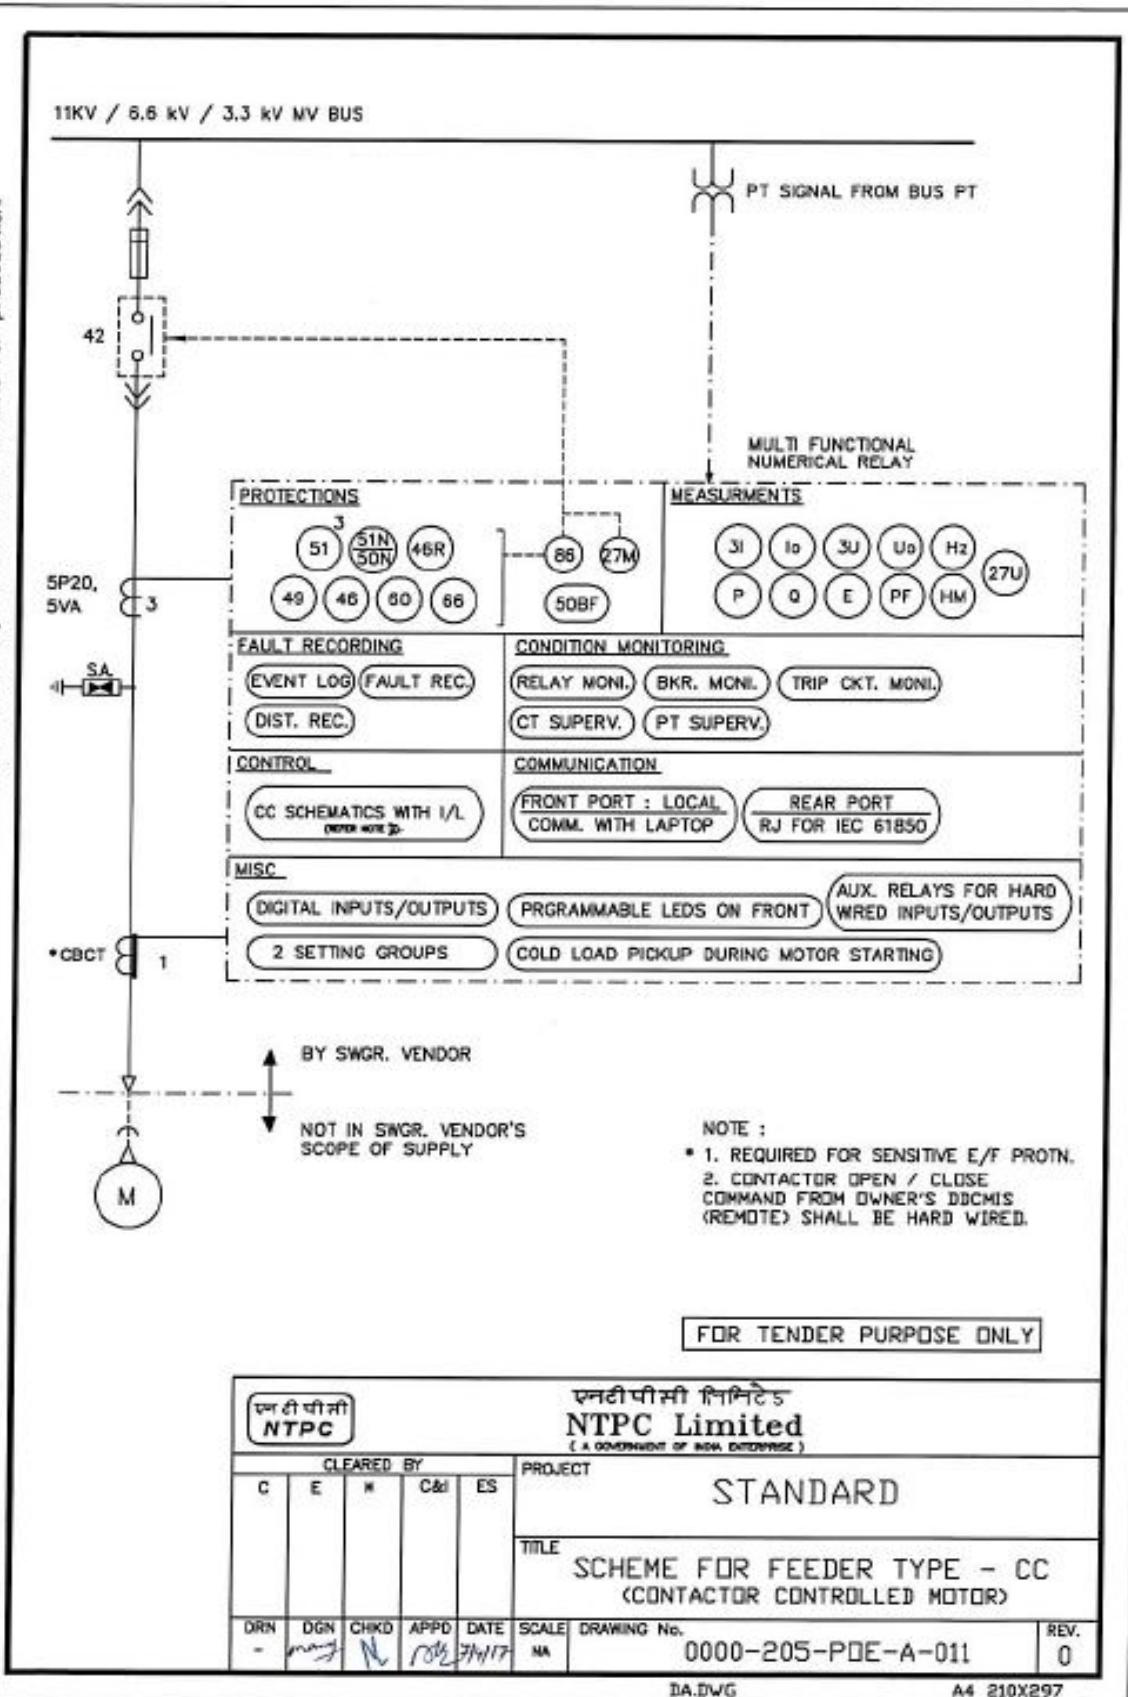 11KV / 6.6 kV / 3.3 kV MV BUS
PT SIGNAL FROM BUS PT
42
MULTI FUNCTIONAL
NUMERICAL RELAY
PROTECTIONS
MEASURMENTS
3
51
51N
50N
46R
86
27M
3I
Io
3U
Uo
Hz
27U
5P20,
5VA
3
49
46
60
66
50BF
P
Q
E
PF
HM
FAULT RECORDING
CONDITION MONITORING
S.A.
EVENT LOG
FAULT REC.
RELAY MONI.
BKR. MONI.
TRIP CKT. MONI.
DIST. REC.
CT SUPERV.
PT SUPERV.
CONTROL
COMMUNICATION
CC SCHEMATICS WITH I/L
FRONT PORT : LOCAL
COMM. WITH LAPTOP
REAR PORT
RJ FOR IEC 61850
MISC
DIGITAL INPUTS/OUTPUTS
PRGRAMMABLE LEDS ON FRONT
AUX. RELAYS FOR HARD
WIRED INPUTS/OUTPUTS
*CBCT
1
2 SETTING GROUPS
COLD LOAD PICKUP DURING MOTOR STARTING
BY SWGR. VENDOR
NOT IN SWGR. VENDOR'S
SCOPE OF SUPPLY
M
NOTE :
* 1. REQUIRED FOR SENSITIVE E/F PROTN.
2. CONTACTOR OPEN / CLOSE
COMMAND FROM OWNER'S DDCMIS
(REMOTE) SHALL BE HARD WIRED.
FOR TENDER PURPOSE ONLY
एनटीपीसी
NTPC
एनटीपीसी लिमिटेड
NTPC Limited
( A GOVERNMENT OF INDIA ENTERPRISE )
CLEARED BY
C E M C&I ES
PROJECT
STANDARD
TITLE
SCHEME FOR FEEDER TYPE - CC
(CONTACTOR CONTROLLED MOTOR)
DRN DGN CHKD APPD DATE SCALE DRAWING No. REV.
- 7/4/17 NA 0000-205-POE-A-011 0
DA.DWG A4 210X297